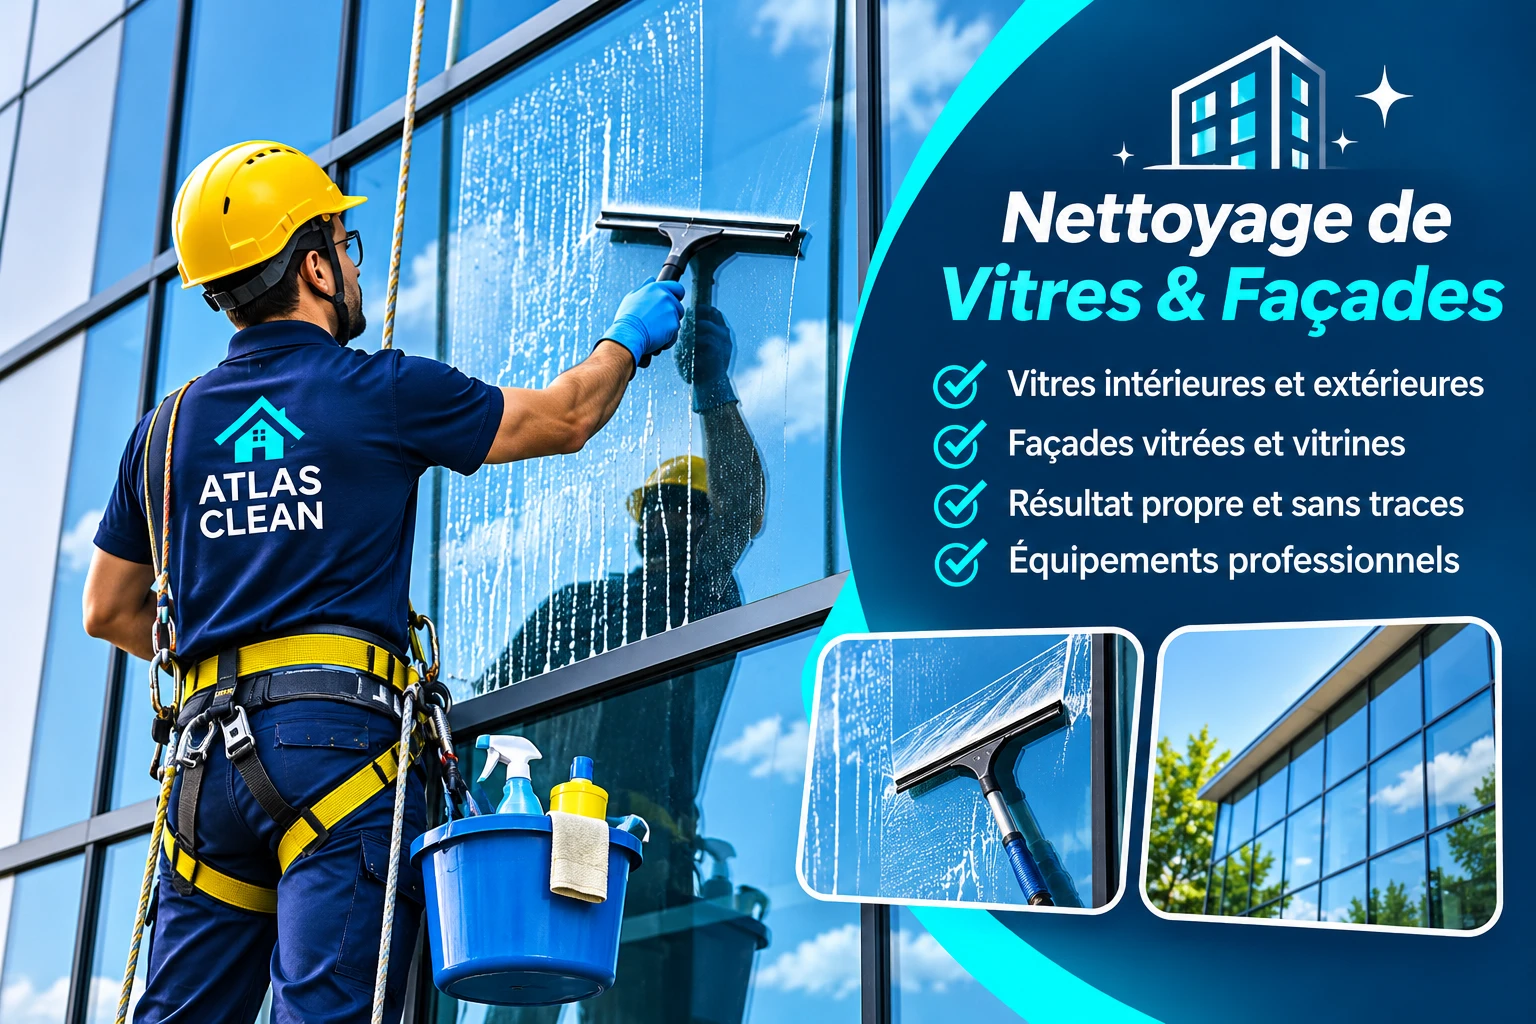 ATLAS
CLEAN
Nettoyage de
Vitres & Façades
Vitres intérieures et extérieures
Façades vitrées et vitrines
Résultat propre et sans traces
Équipements professionnels